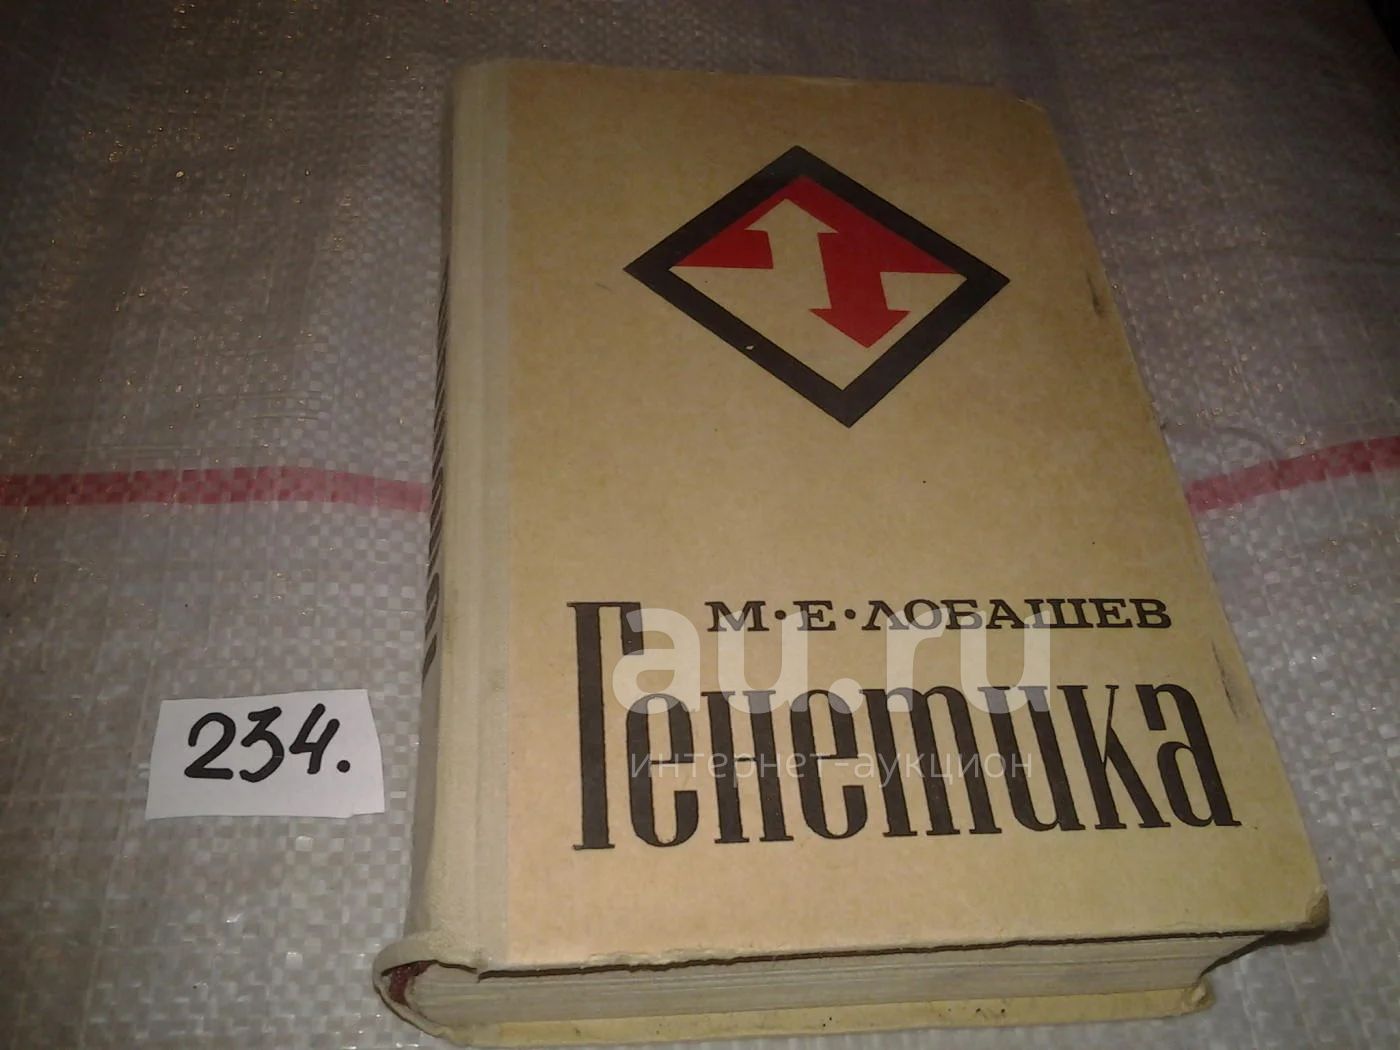 М·Е·ЛОБАШЕВ
Генетика
au.ru
интернет-аукцион
234.